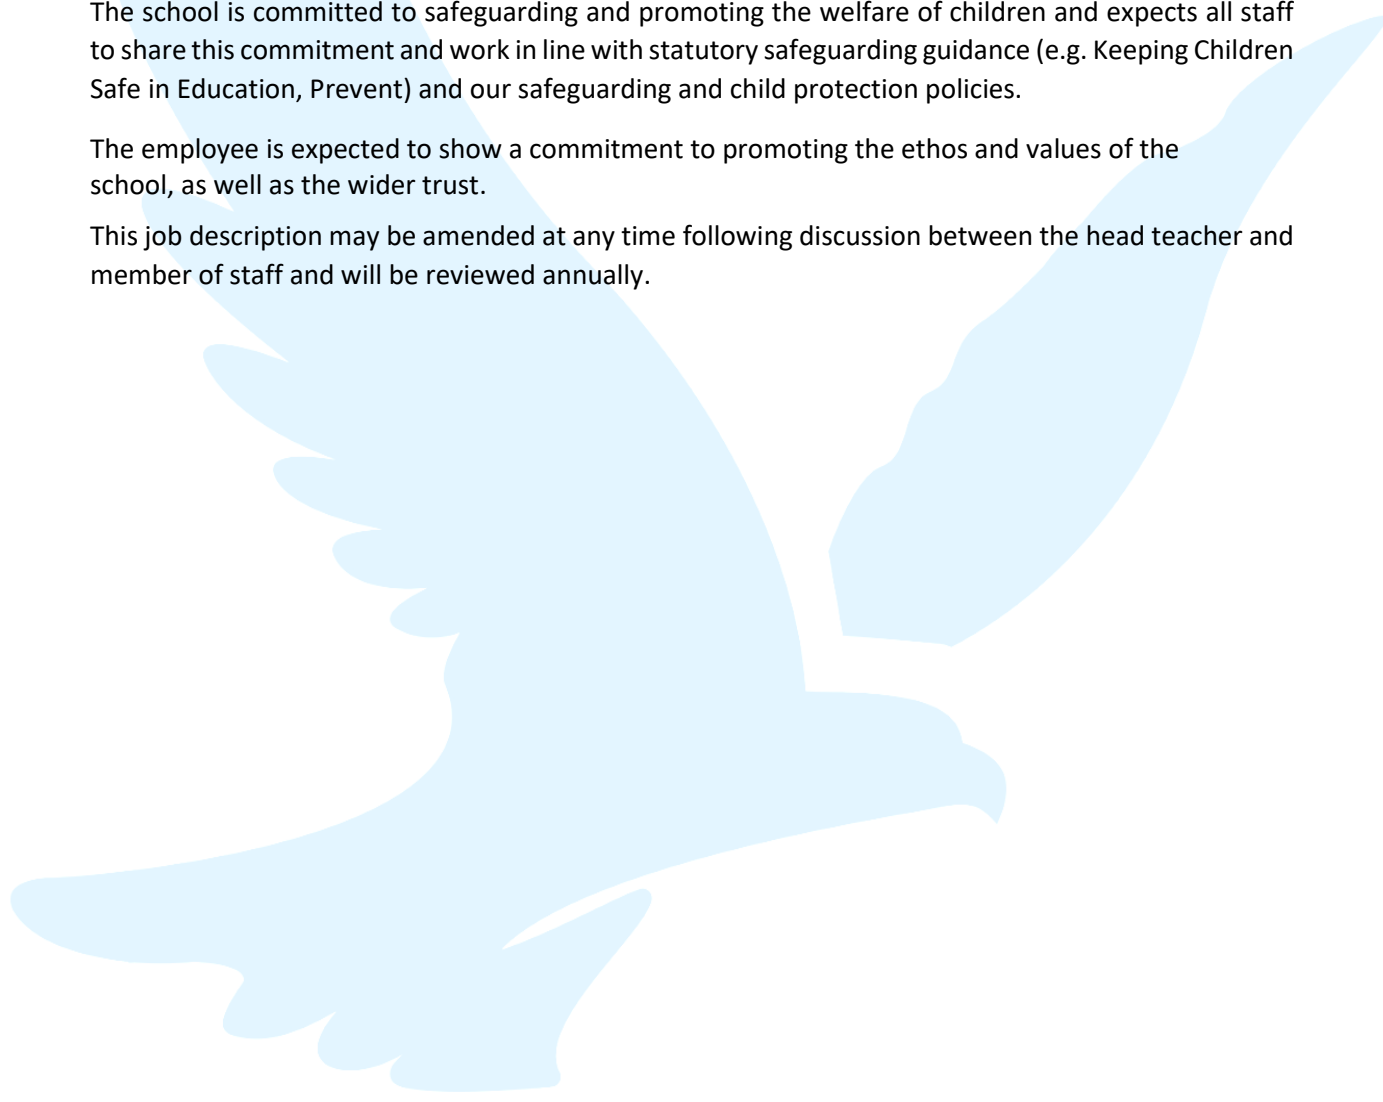 The school is committed to safeguarding and promoting the welfare of children and expects all staff
to share this commitment and work in line with statutory safeguarding guidance (e.g. Keeping Children
Safe in Education, Prevent) and our safeguarding and child protection policies.
The employee is expected to show a commitment to promoting the ethos and values of the
school, as well as the wider trust.
This job description may be amended at any time following discussion between the head teacher and
member of staff and will be reviewed annually.